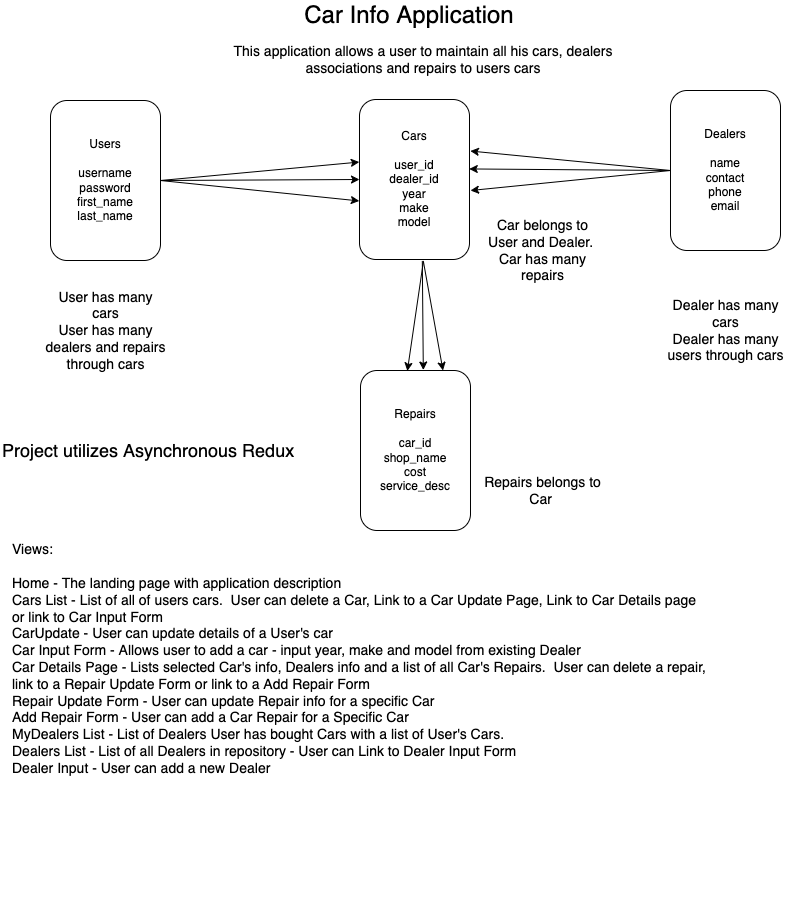 Car Info Application
This application allows a user to maintain all his cars, dealers
associations and repairs to users cars
Users
username
password
first_name
last_name
Cars
user_id
dealer_id
year
make
model
Dealers
name
contact
phone
email
Car belongs to
User and Dealer.
Car has many
repairs
User has many
cars
User has many
dealers and repairs
through cars
Dealer has many
cars
Dealer has many
users through cars
Repairs
car_id
shop_name
cost
service_desc
Project utilizes Asynchronous Redux
Repairs belongs to
Car
Views:
Home - The landing page with application description
Cars List - List of all of users cars.  User can delete a Car, Link to a Car Update Page, Link to Car Details page
or link to Car Input Form
CarUpdate - User can update details of a User's car
Car Input Form - Allows user to add a car - input year, make and model from existing Dealer
Car Details Page - Lists selected Car's info, Dealers info and a list of all Car's Repairs.  User can delete a repair,
link to a Repair Update Form or link to a Add Repair Form
Repair Update Form - User can update Repair info for a specific Car
Add Repair Form - User can add a Car Repair for a Specific Car
MyDealers List - List of Dealers User has bought Cars with a list of User's Cars.
Dealers List - List of all Dealers in repository - User can Link to Dealer Input Form
Dealer Input - User can add a new Dealer